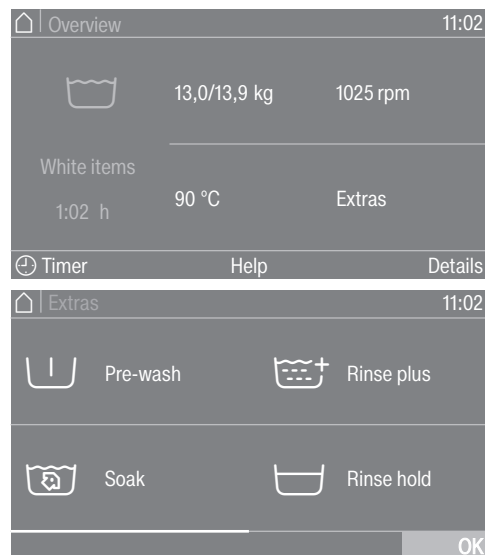 Overview 11:02
13,0/13,9 kg 1025 rpm
White items
1:02 h
90 °C Extras
Timer Help Details
Extras 11:02
Pre-wash Rinse plus
Soak Rinse hold
OK